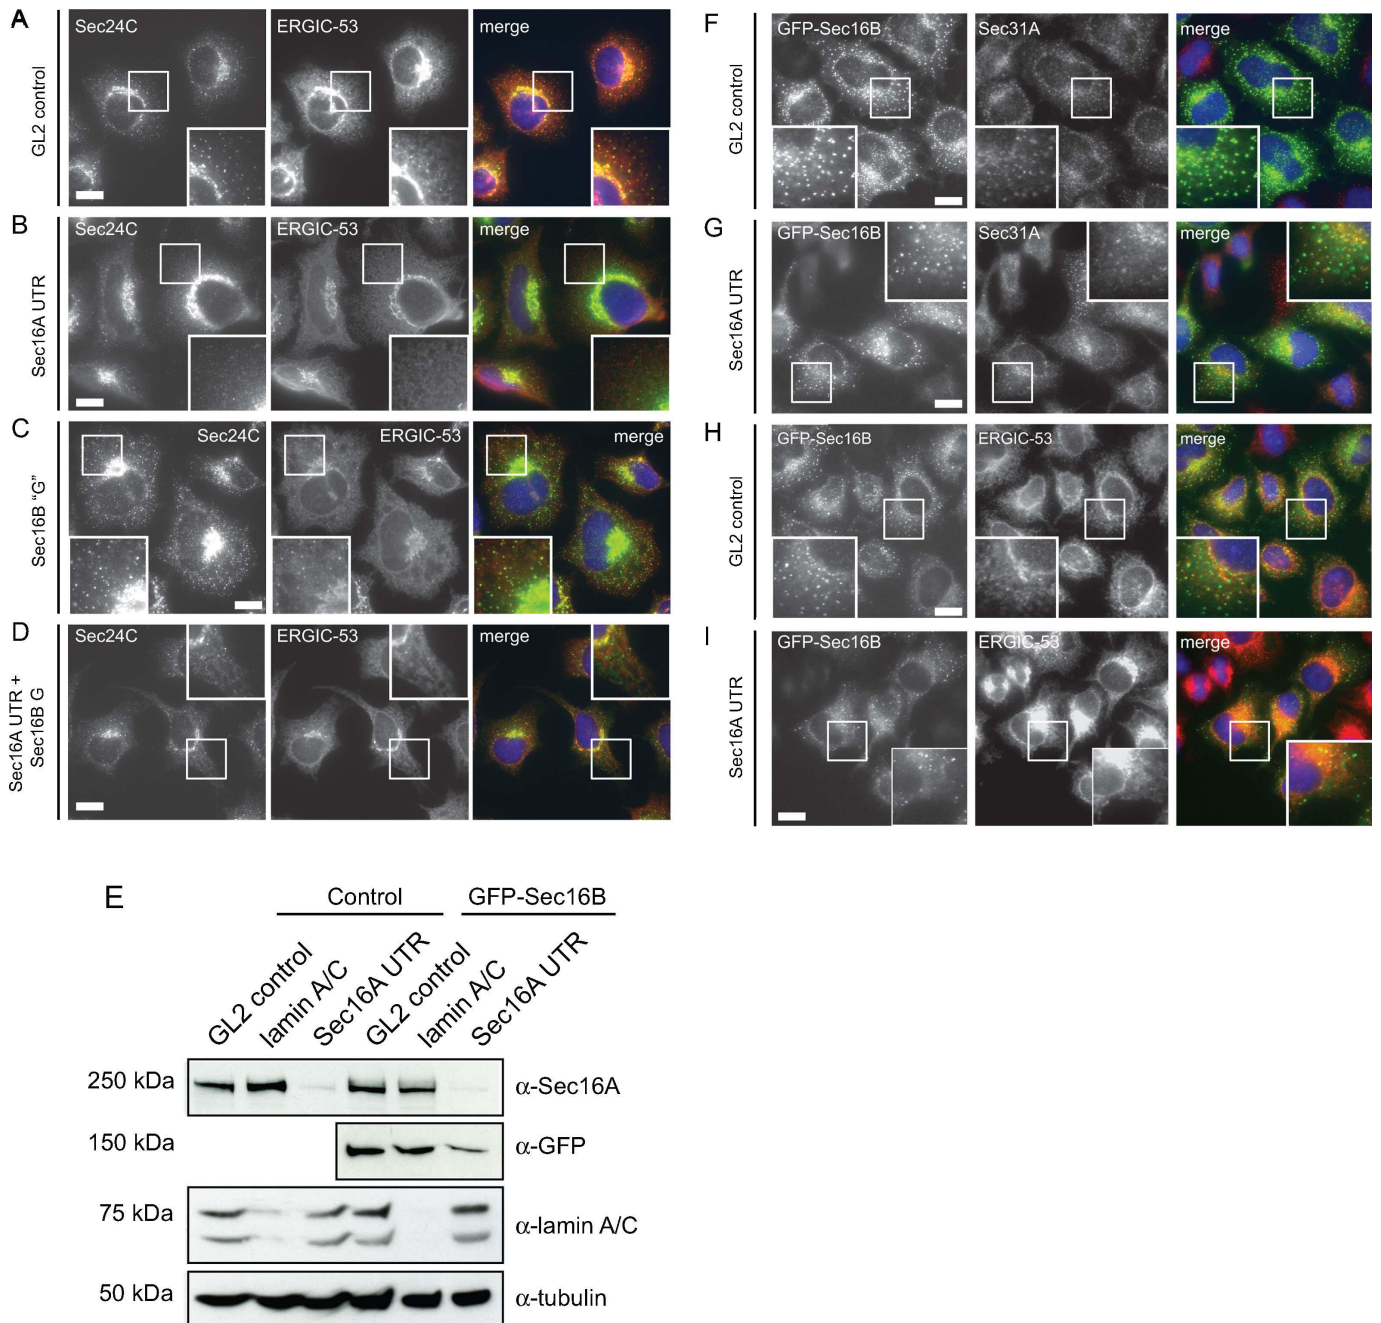 A
GL2 control
Sec24C
ERGIC-53
merge
B
Sec16A UTR
Sec24C
ERGIC-53
merge
C
Sec16B “G”
Sec24C
ERGIC-53
merge
D
Sec16A UTR +
Sec16B G
Sec24C
ERGIC-53
merge
E
Control
GFP-Sec16B
GL2 control
lamin A/C
Sec16A UTR
GL2 control
lamin A/C
Sec16A UTR
250 kDa
α-Sec16A
150 kDa
α-GFP
75 kDa
α-lamin A/C
50 kDa
α-tubulin
F
GL2 control
GFP-Sec16B
Sec31A
merge
G
Sec16A UTR
GFP-Sec16B
Sec31A
merge
H
GL2 control
GFP-Sec16B
ERGIC-53
merge
I
Sec16A UTR
GFP-Sec16B
ERGIC-53
merge